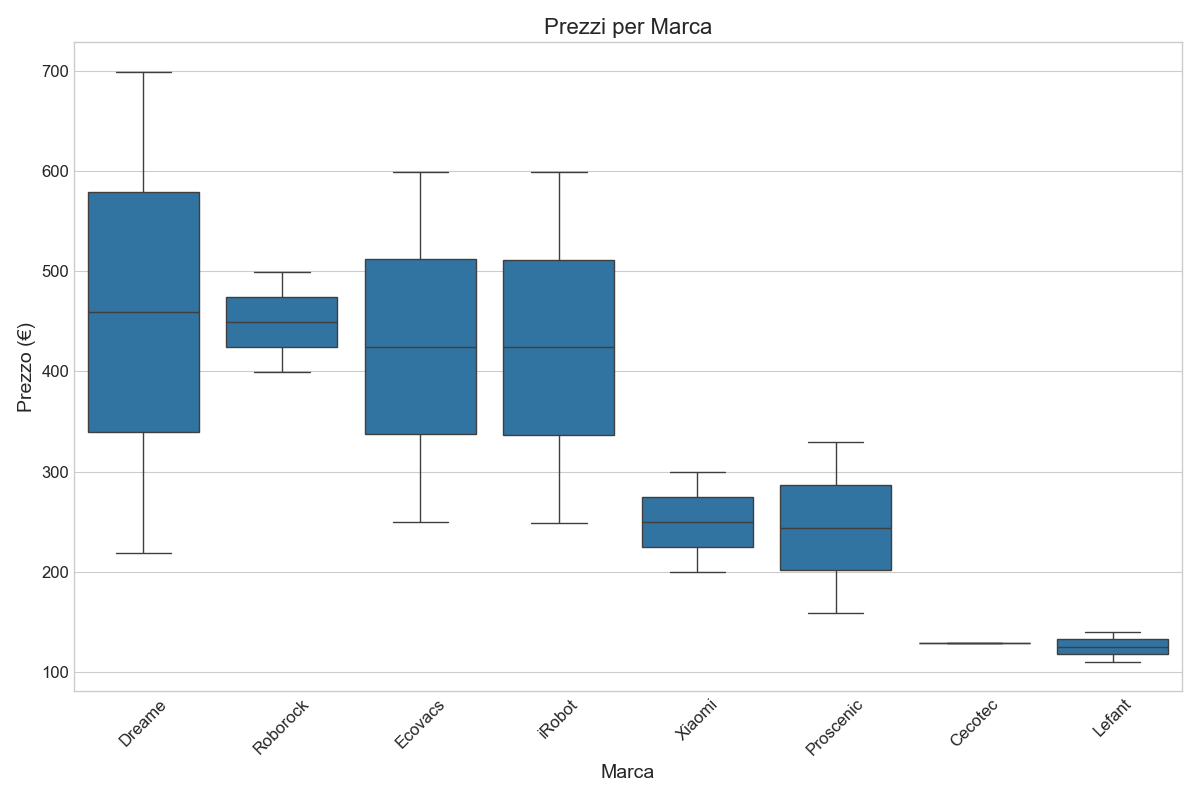 Prezzi per Marca
Prezzo (€)
700
600
500
400
300
200
100
Dreame
Roborock
Ecovacs
iRobot
Xiaomi
Proscenic
Cecotec
Lefant
Marca